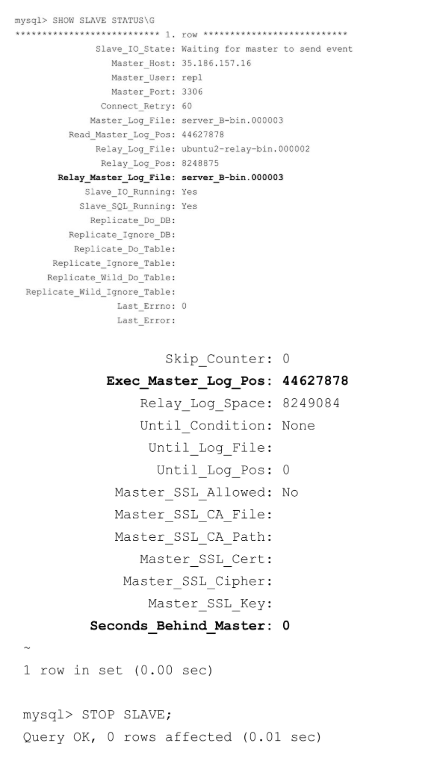 mysql> SHOW SLAVE STATUS\G
*************************** 1. row ***************************
Slave_IO_State: Waiting for master to send event
Master_Host: 35.186.157.16
Master_User: repl
Master_Port: 3306
Connect_Retry: 60
Master_Log_File: server_B-bin.000003
Read_Master_Log_Pos: 44627878
Relay_Log_File: ubuntu2-relay-bin.000002
Relay_Log_Pos: 8248875
Relay_Master_Log_File: server_B-bin.000003
Slave_IO_Running: Yes
Slave_SQL_Running: Yes
Replicate_Do_DB:
Replicate_Ignore_DB:
Replicate_Do_Table:
Replicate_Ignore_Table:
Replicate_Wild_Do_Table:
Replicate_Wild_Ignore_Table:
Last_Errno: 0
Last_Error:
Skip_Counter: 0
Exec_Master_Log_Pos: 44627878
Relay_Log_Space: 8249084
Until_Condition: None
Until_Log_File:
Until_Log_Pos: 0
Master_SSL_Allowed: No
Master_SSL_CA_File:
Master_SSL_CA_Path:
Master_SSL_Cert:
Master_SSL_Cipher:
Master_SSL_Key:
Seconds_Behind_Master: 0
~
1 row in set (0.00 sec)
mysql> STOP SLAVE;
Query OK, 0 rows affected (0.01 sec)